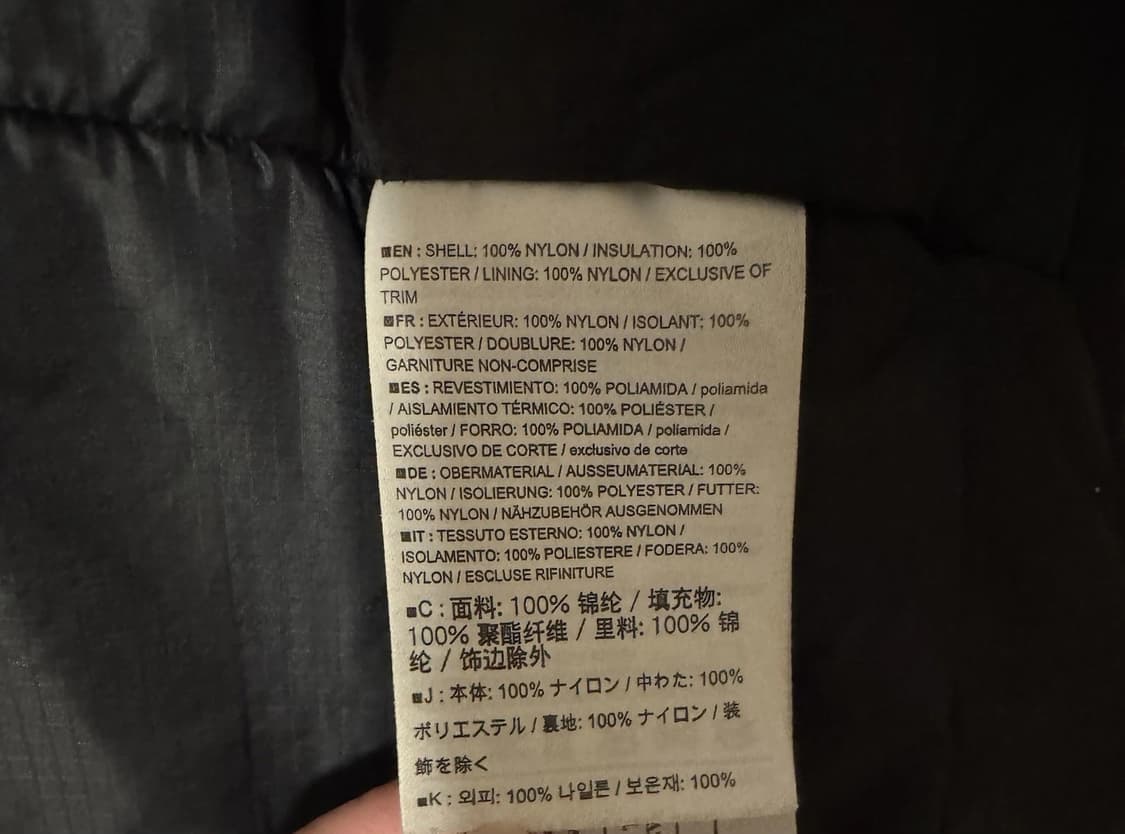 ■EN : SHELL: 100% NYLON / INSULATION: 100%
POLYESTER / LINING: 100% NYLON / EXCLUSIVE OF
TRIM
■FR : EXTÉRIEUR: 100% NYLON / ISOLANT: 100%
POLYESTER / DOUBLURE: 100% NYLON /
GARNITURE NON-COMPRISE
■ES : REVESTIMIENTO: 100% POLIAMIDA / poliamida
/ AISLAMIENTO TÉRMICO: 100% POLIÉSTER /
poliéster / FORRO: 100% POLIAMIDA / poliamida /
EXCLUSIVO DE CORTE / exclusivo de corte
■DE : OBERMATERIAL / AUSSEUMATERIAL: 100%
NYLON / ISOLIERUNG: 100% POLYESTER / FUTTER:
100% NYLON / NÄHZUBEHÖR AUSGENOMMEN
■IT : TESSUTO ESTERNO: 100% NYLON /
ISOLAMENTO: 100% POLIESTERE / FODERA: 100%
NYLON / ESCLUSE RIFINITURE
■C : 面料: 100% 锦纶 / 填充物:
100% 聚酯纤维 / 里料: 100% 锦
纶 / 饰边除外
■J : 本体: 100% ナイロン / 中わた: 100%
ポリエステル / 裏地: 100% ナイロン / 装
飾を除く
■K : 외피: 100% 나일론 / 보온재: 100%